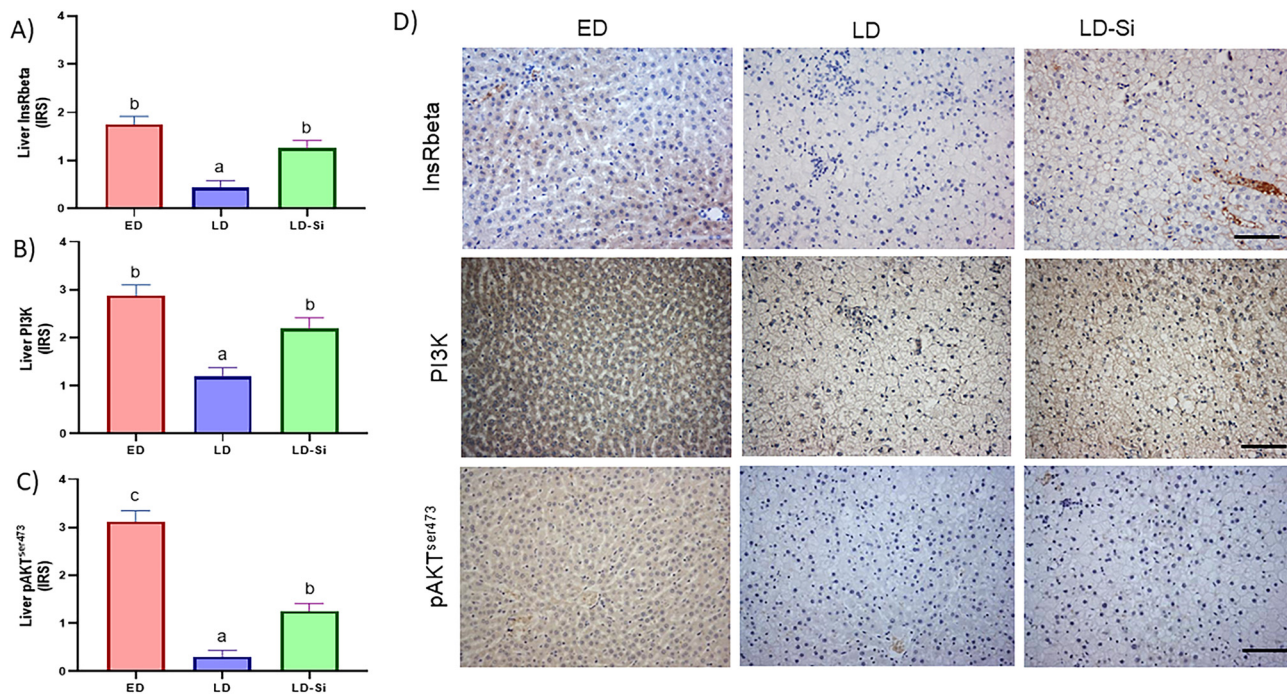 A)
4
3
2
1
0
Liver InsRbeta
(IRS)
b
a
b
ED
LD
LD-Si
B)
4
3
2
1
0
Liver PI3K
(IRS)
b
a
b
ED
LD
LD-Si
C)
4
3
2
1
0
Liver pAKTser473
(IRS)
c
a
b
ED
LD
LD-Si
D)
ED
LD
LD-Si
InsRbeta
PI3K
pAKTser473